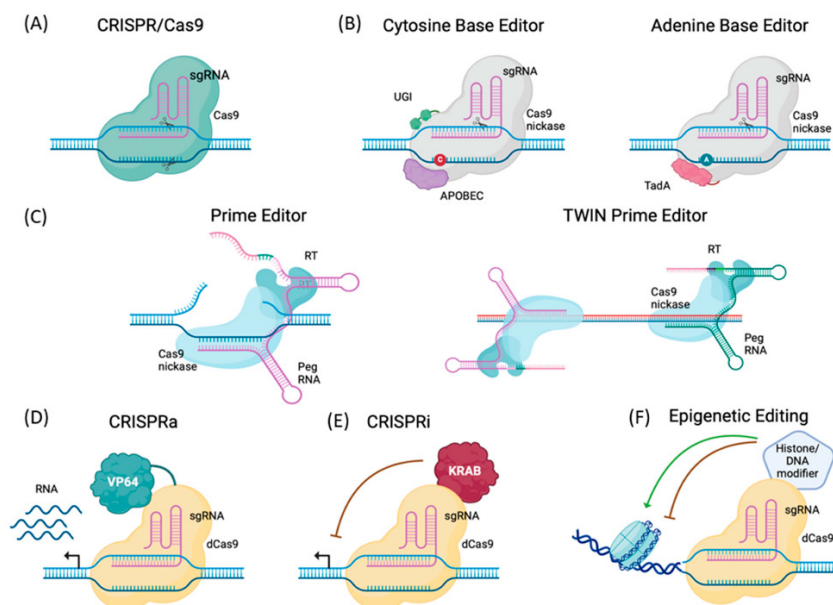 (A)
CRISPR/Cas9
sgRNA
Cas9
(B)
Cytosine Base Editor
sgRNA
UGI
Cas9
nickase
C
APOBEC
Adenine Base Editor
sgRNA
Cas9
nickase
A
TadA
(C)
Prime Editor
RT
RT
Cas9
nickase
Peg
RNA
TWIN Prime Editor
RT
Cas9
nickase
Peg
RNA
(D)
CRISPRa
VP64
RNA
sgRNA
dCas9
(E)
CRISPRi
KRAB
sgRNA
dCas9
(F)
Epigenetic Editing
Histone/
DNA
modifier
sgRNA
dCas9